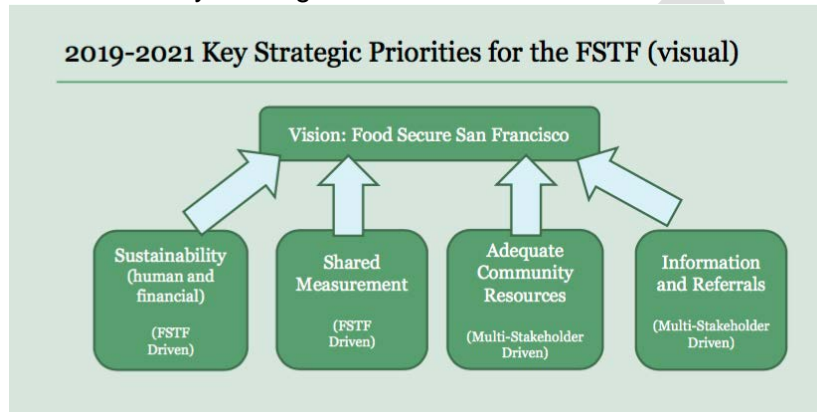 2019-2021 Key Strategic Priorities for the FSTF (visual)
Vision: Food Secure San Francisco
Sustainability
(human and
financial)
(FSTF
Driven)
Shared
Measurement
(FSTF
Driven)
Adequate
Community
Resources
(Multi-Stakeholder
Driven)
Information
and Referrals
(Multi-Stakeholder
Driven)